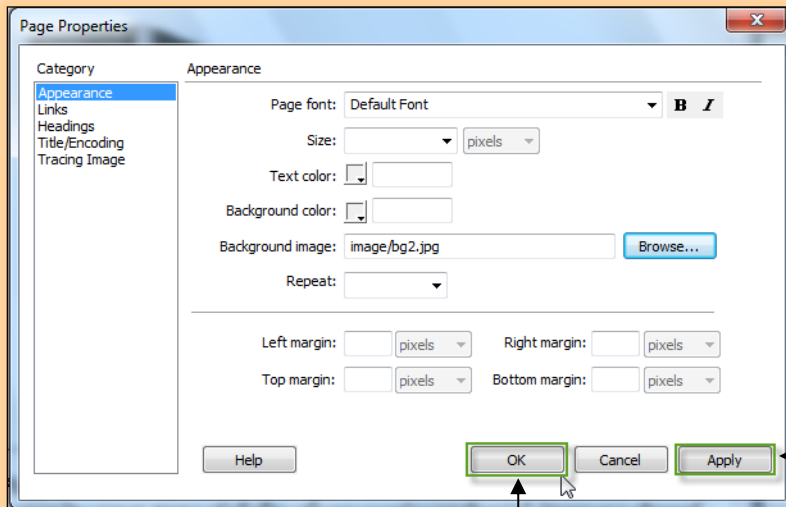 Page Properties
Category
Appearance
Links
Headings
Title/Encoding
Tracing Image
Appearance
Page font: Default Font B I
Size: pixels
Text color:
Background color:
Background image: image/bg2.jpg Browse...
Repeat:
Left margin: pixels Right margin: pixels
Top margin: pixels Bottom margin: pixels
Help OK Cancel Apply